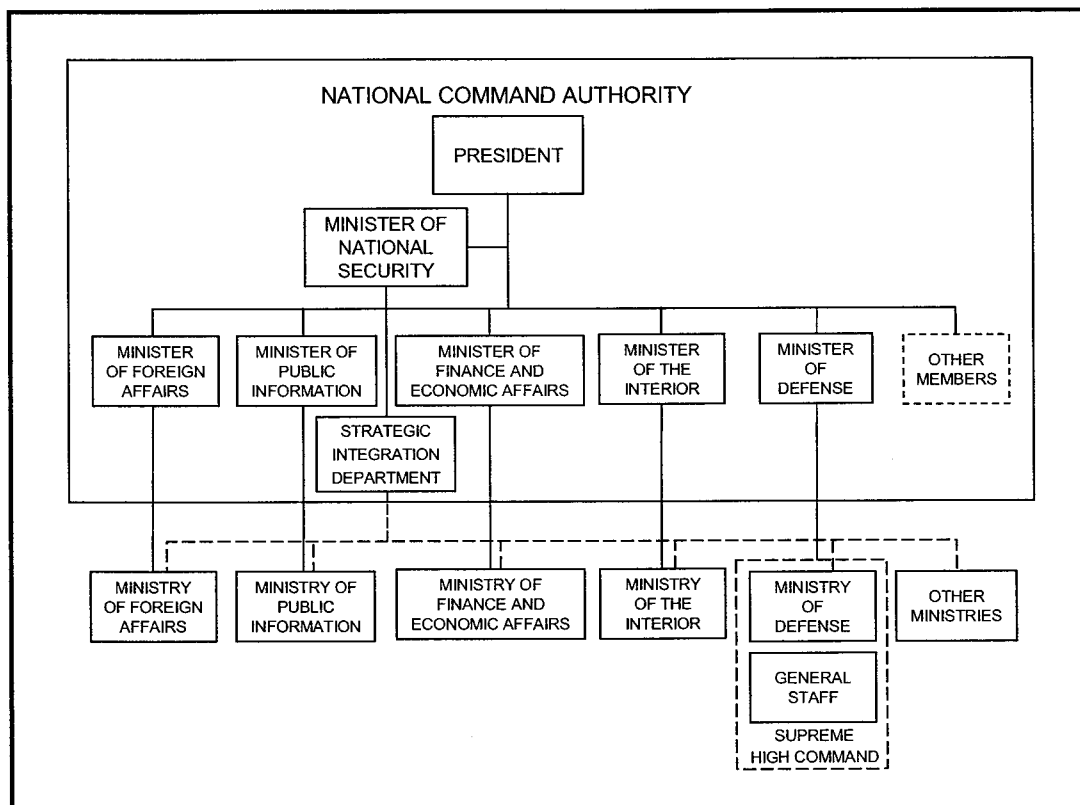 NATIONAL COMMAND AUTHORITY
PRESIDENT
MINISTER OF
NATIONAL
SECURITY
MINISTER
OF FOREIGN
AFFAIRS
MINISTER OF
PUBLIC
INFORMATION
MINISTER OF
FINANCE AND
ECONOMIC AFFAIRS
MINISTER
OF THE
INTERIOR
MINISTER
OF
DEFENSE
OTHER
MEMBERS
STRATEGIC
INTEGRATION
DEPARTMENT
MINISTRY
OF FOREIGN
AFFAIRS
MINISTRY OF
PUBLIC
INFORMATION
MINISTRY OF
FINANCE AND
ECONOMIC AFFAIRS
MINISTRY
OF THE
INTERIOR
MINISTRY
OF
DEFENSE
OTHER
MINISTRIES
GENERAL
STAFF
SUPREME
HIGH COMMAND